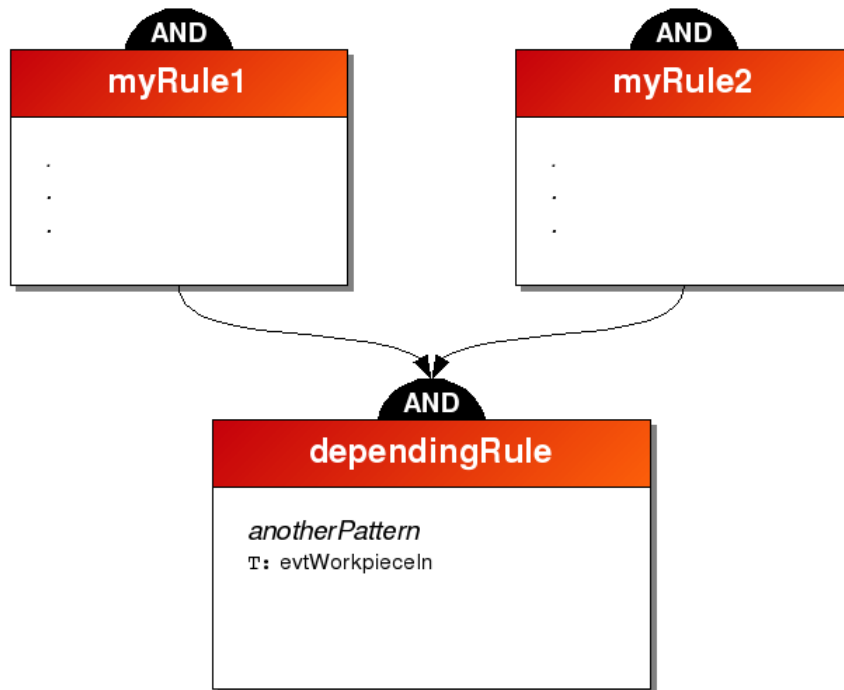 AND
myRule1
.
.
.
AND
myRule2
.
.
.
AND
dependingRule
anotherPattern
T: evtWorkpieceIn